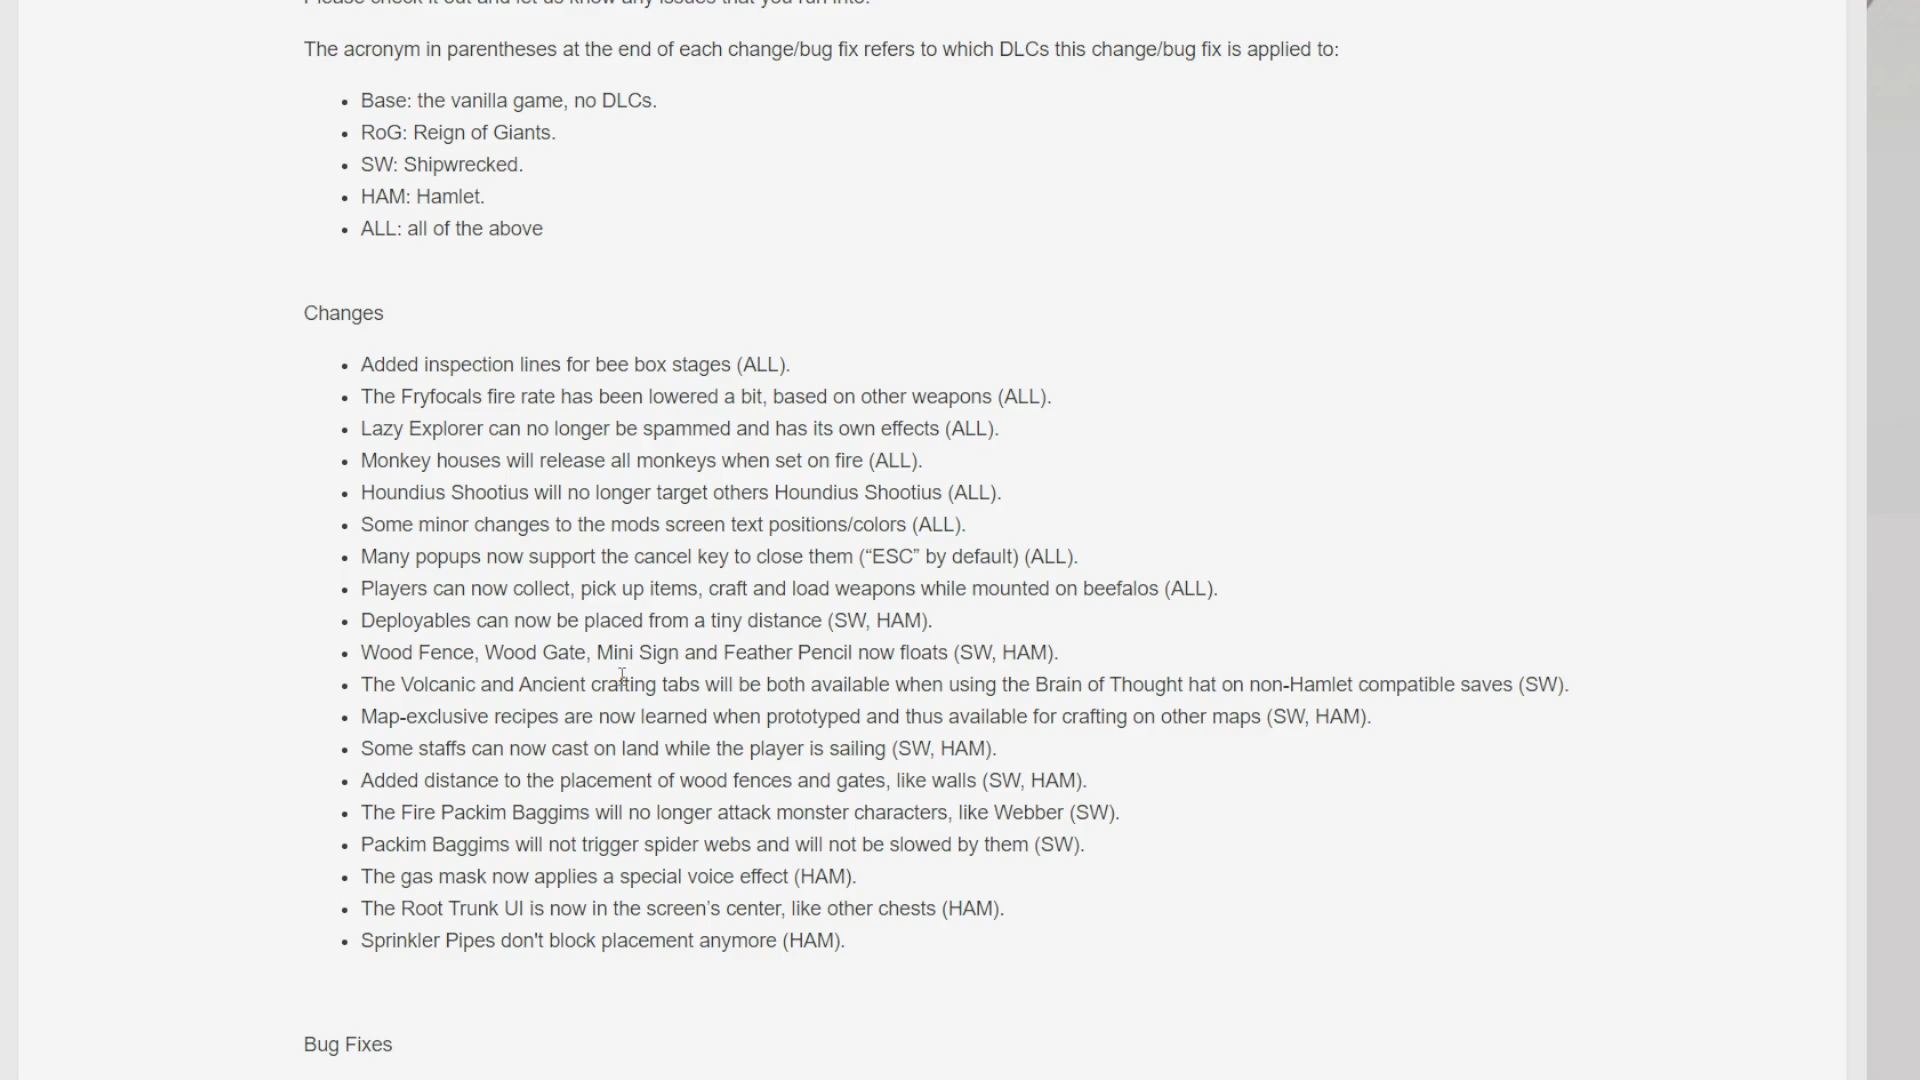 Please check it out and let us know any issues that you run into.
The acronym in parentheses at the end of each change/bug fix refers to which DLCs this change/bug fix is applied to:
Base: the vanilla game, no DLCs.
RoG: Reign of Giants.
SW: Shipwrecked.
HAM: Hamlet.
ALL: all of the above
Changes
Added inspection lines for bee box stages (ALL).
The Fryfocals fire rate has been lowered a bit, based on other weapons (ALL).
Lazy Explorer can no longer be spammed and has its own effects (ALL).
Monkey houses will release all monkeys when set on fire (ALL).
Houndius Shootius will no longer target others Houndius Shootius (ALL).
Some minor changes to the mods screen text positions/colors (ALL).
Many popups now support the cancel key to close them (“ESC” by default) (ALL).
Players can now collect, pick up items, craft and load weapons while mounted on beefalos (ALL).
Deployables can now be placed from a tiny distance (SW, HAM).
Wood Fence, Wood Gate, Mini Sign and Feather Pencil now floats (SW, HAM).
The Volcanic and Ancient crafting tabs will be both available when using the Brain of Thought hat on non-Hamlet compatible saves (SW).
Map-exclusive recipes are now learned when prototyped and thus available for crafting on other maps (SW, HAM).
Some staffs can now cast on land while the player is sailing (SW, HAM).
Added distance to the placement of wood fences and gates, like walls (SW, HAM).
The Fire Packim Baggims will no longer attack monster characters, like Webber (SW).
Packim Baggims will not trigger spider webs and will not be slowed by them (SW).
The gas mask now applies a special voice effect (HAM).
The Root Trunk UI is now in the screen’s center, like other chests (HAM).
Sprinkler Pipes don't block placement anymore (HAM).
Bug Fixes